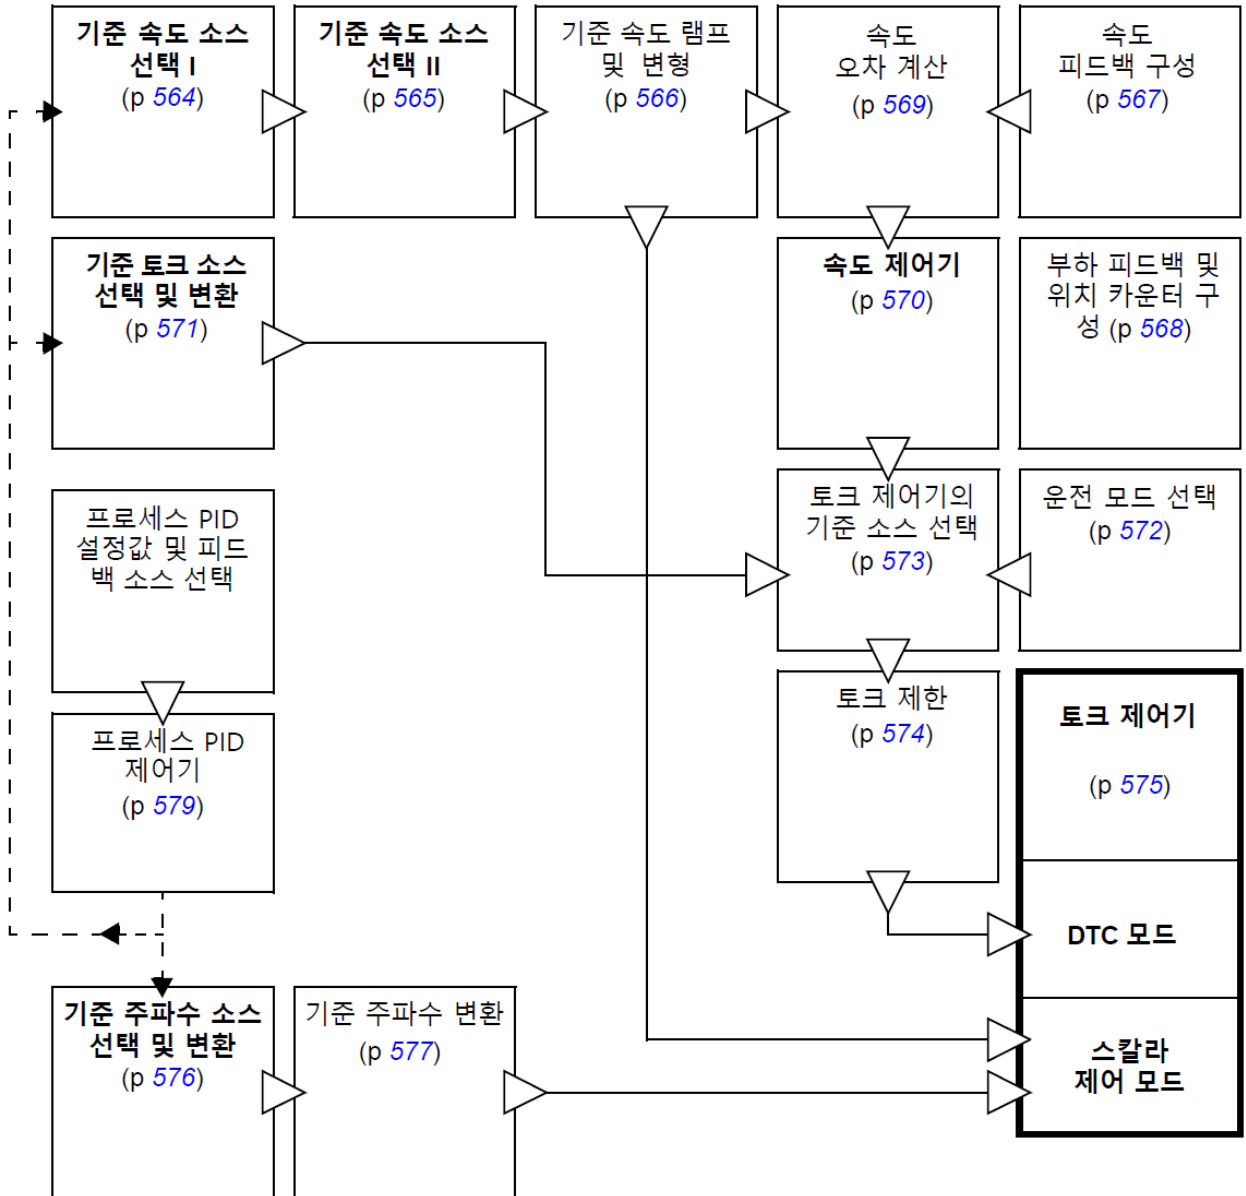 기준 속도 소스
선택 I
(p 564)
기준 속도 소스
선택 II
(p 565)
기준 속도 램프
및 변형
(p 566)
속도
오차 계산
(p 569)
속도
피드백 구성
(p 567)
기준 토크 소스
선택 및 변환
(p 571)
속도 제어기
(p 570)
부하 피드백 및
위치 카운터 구
성 (p 568)
프로세스 PID
설정값 및 피드
백 소스 선택
토크 제어기의
기준 소스 선택
(p 573)
운전 모드 선택
(p 572)
프로세스 PID
제어기
(p 579)
토크 제한
(p 574)
토크 제어기
(p 575)
DTC 모드
기준 주파수 소스
선택 및 변환
(p 576)
기준 주파수 변환
(p 577)
스칼라
제어 모드